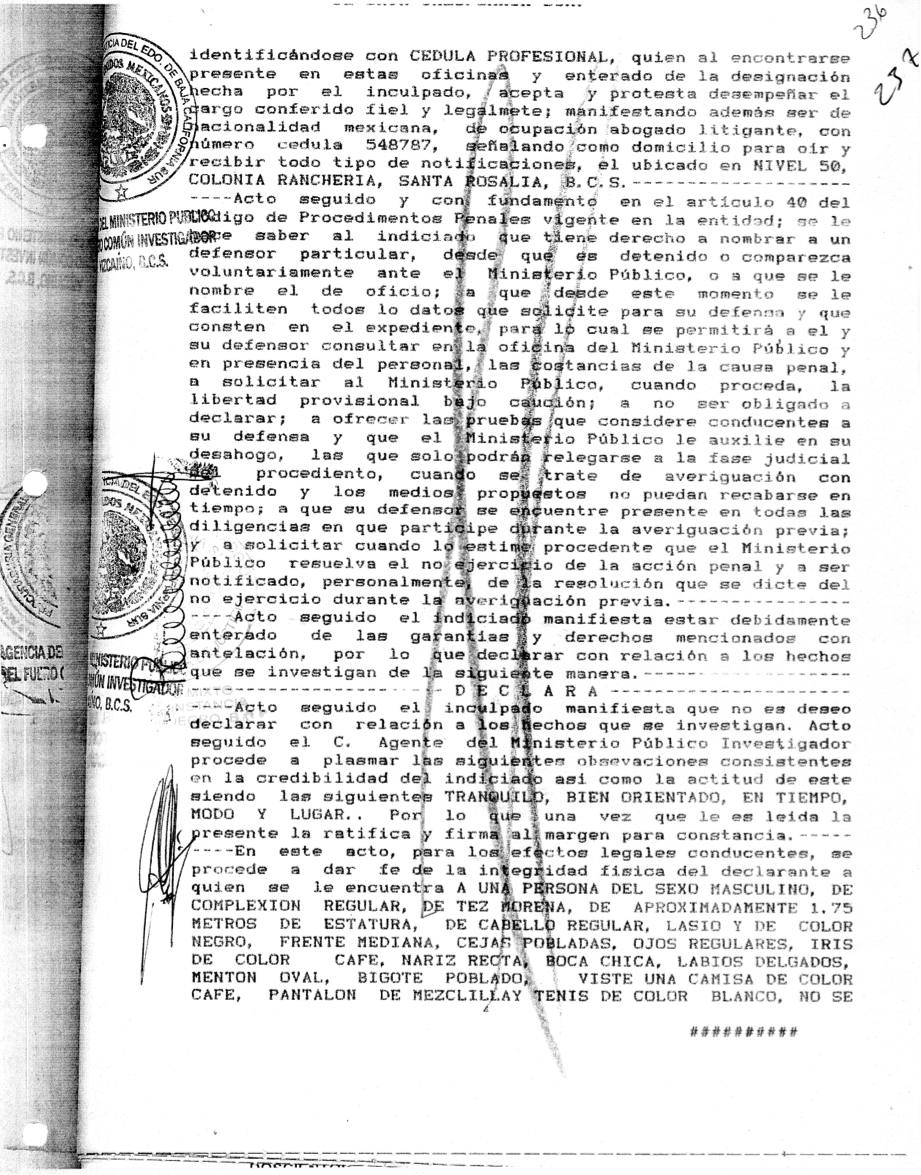 236
237
identificándose con CEDULA PROFESIONAL, quien al encontrarse
presente en estas oficinas y enterado de la designación
hecha por el inculpado, acepta y protesta desempeñar el
cargo conferido fiel y legalmete; manifestando además ser de
nacionalidad mexicana, de ocupación abogado litigante, con
número cedula 548787, señalando como domicilio para oír y
recibir todo tipo de notificaciones, el ubicado en NIVEL 50,
COLONIA RANCHERIA, SANTA ROSALIA, B.C.S.-----------------
----Acto seguido y con fundamento en el artículo 40 del
Código de Procedimentos Penales vigente en la entidad; se le
hace saber al indiciado que tiene derecho a nombrar a un
defensor particular, desde que es detenido o comparezca
voluntariamente ante el Ministerio Público, o a que se le
nombre el de oficio; a que desde este momento se le
faciliten todos lo datos que solicite para su defensa y que
consten en el expediente, para lo cual se permitirá a el y
su defensor consultar en la oficina del Ministerio Público y
en presencia del personal, las costancias de la causa penal,
a solicitar al Ministerio Público, cuando proceda, la
libertad provisional bajo caución; a no ser obligado a
declarar; a ofrecer las pruebas que considere conducentes a
su defensa y que el Ministerio Público le auxilie en su
desahogo, las que solo podrán relegarse a la fase judicial
del procediento, cuando se trate de averiguación con
detenido y los medios propuestos no puedan recabarse en
tiempo; a que su defensor se encuentre presente en todas las
diligencias en que participe durante la averiguación previa;
y a solicitar cuando lo estime procedente que el Ministerio
Público resuelva el no ejercicio de la acción penal y a ser
notificado, personalmente, de la resolución que se dicte del
no ejercicio durante la averiguación previa.---------------
----Acto seguido el indiciado manifiesta estar debidamente
enterado de las garantias y derechos mencionados con
antelación, por lo que declarar con relación a los hechos
que se investigan de la siguiente manera.------------------
------------------------ D E C L A R A -----------------------
----Acto seguido el inculpado manifiesta que no es deseo
declarar con relación a los hechos que se investigan. Acto
seguido el C. Agente del Ministerio Público Investigador
procede a plasmar las siguientes obsevaciones consistentes
en la credibilidad del indiciado asi como la actitud de este
siendo las siguientes TRANQUILO, BIEN ORIENTADO, EN TIEMPO,
MODO Y LUGAR.. Por lo que una vez que le es leida la
presente la ratifica y firma al margen para constancia.-----
----En este acto, para los efectos legales conducentes, se
procede a dar fe de la integridad fisica del declarante a
quien se le encuentra A UNA PERSONA DEL SEXO MASCULINO, DE
COMPLEXION REGULAR, DE TEZ MORENA, DE APROXIMADAMENTE 1.75
METROS DE ESTATURA, DE CABELLO REGULAR, LASIO Y DE COLOR
NEGRO, FRENTE MEDIANA, CEJAS POBLADAS, OJOS REGULARES, IRIS
DE COLOR CAFE, NARIZ RECTA, BOCA CHICA, LABIOS DELGADOS,
MENTON OVAL, BIGOTE POBLADO, VISTE UNA CAMISA DE COLOR
CAFE, PANTALON DE MEZCLILLAY TENIS DE COLOR BLANCO, NO SE
##########
DEL EDO. DE BAJA CALIFORNIA SUR
MEXICANOS
DEL MINISTERIO PUBLICO
COMÚN INVESTIGADOR
B.C.S.
MINISTERIO
INVESTIGADOR
B.C.S.
AGENCIA DE
DEL FUERO